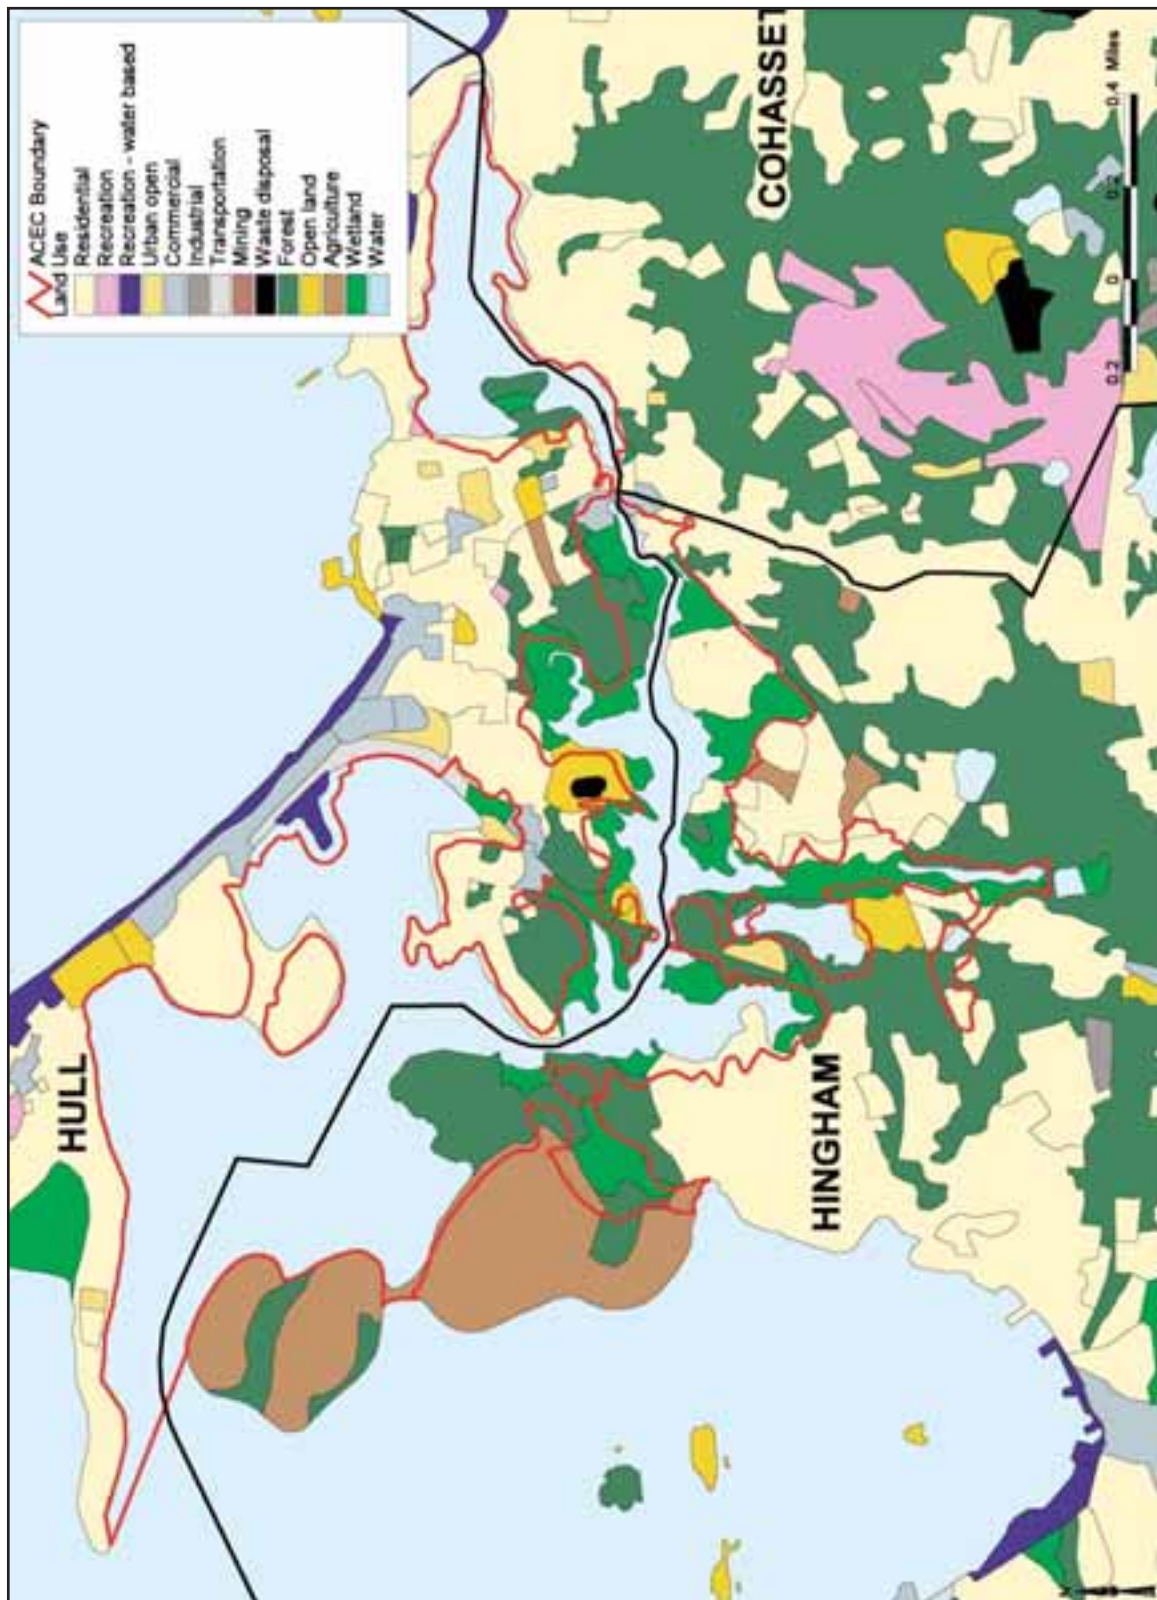 ACEC Boundary
Land Use
Residential
Recreation
Recreation - water based
Urban open
Commercial
Industrial
Transportation
Mining
Waste disposal
Forest
Open land
Agriculture
Wetland
Water
HULL
COHASSET
HINGHAM
0.2 0 0.2 0.4 Miles